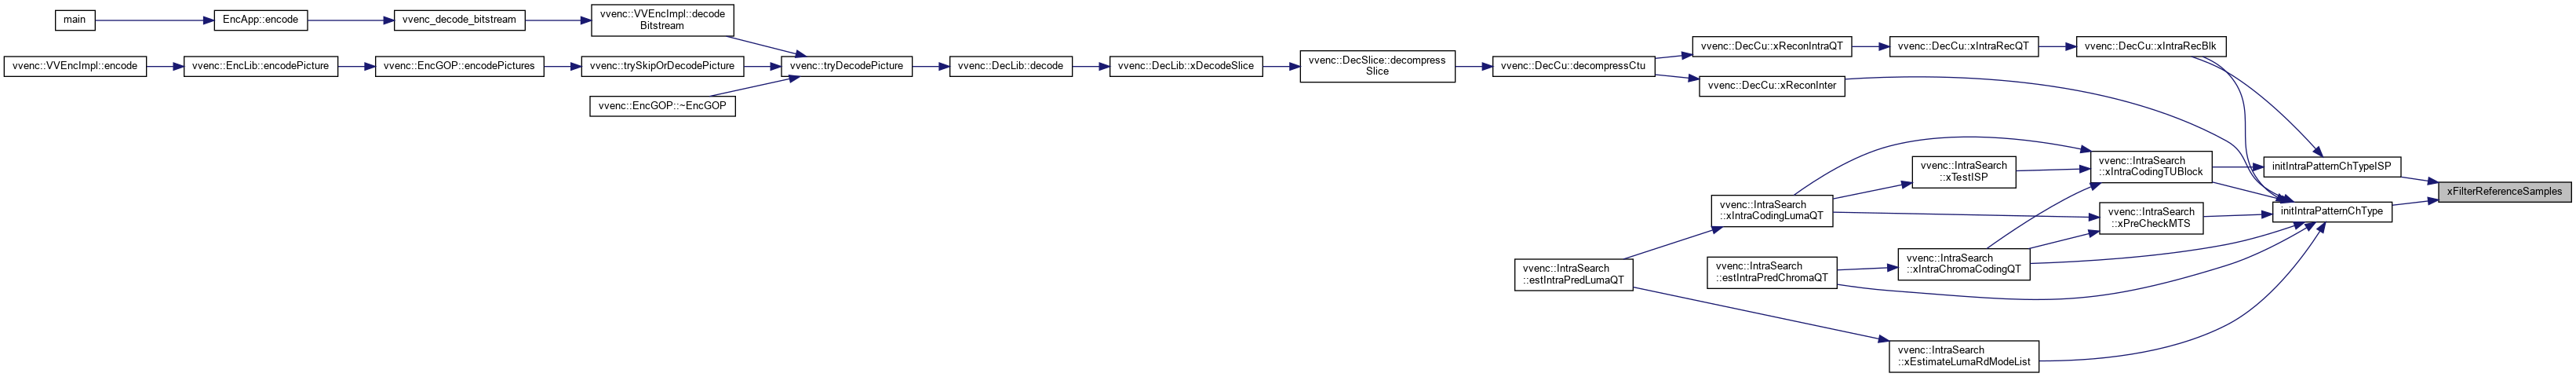 main
EncApp::encode
vvenc_decode_bitstream
vvenc::VVEncImpl::decode
Bitstream
vvenc::VVEncImpl::encode
vvenc::EncLib::encodePicture
vvenc::EncGOP::encodePictures
vvenc::trySkipOrDecodePicture
vvenc::tryDecodePicture
vvenc::DecLib::decode
vvenc::DecLib::xDecodeSlice
vvenc::DecSlice::decompress
Slice
vvenc::DecCu::decompressCtu
vvenc::DecCu::xReconIntraQT
vvenc::DecCu::xIntraRecQT
vvenc::DecCu::xIntraRecBlk
vvenc::EncGOP::~EncGOP
vvenc::DecCu::xReconInter
vvenc::IntraSearch
::xTestISP
vvenc::IntraSearch
::xIntraCodingTUBlock
initIntraPatternChTypeISP
xFilterReferenceSamples
vvenc::IntraSearch
::xIntraCodingLumaQT
vvenc::IntraSearch
::xPreCheckMTS
initIntraPatternChType
vvenc::IntraSearch
::estIntraPredLumaQT
vvenc::IntraSearch
::estIntraPredChromaQT
vvenc::IntraSearch
::xIntraChromaCodingQT
vvenc::IntraSearch
::xEstimateLumaRdModeList